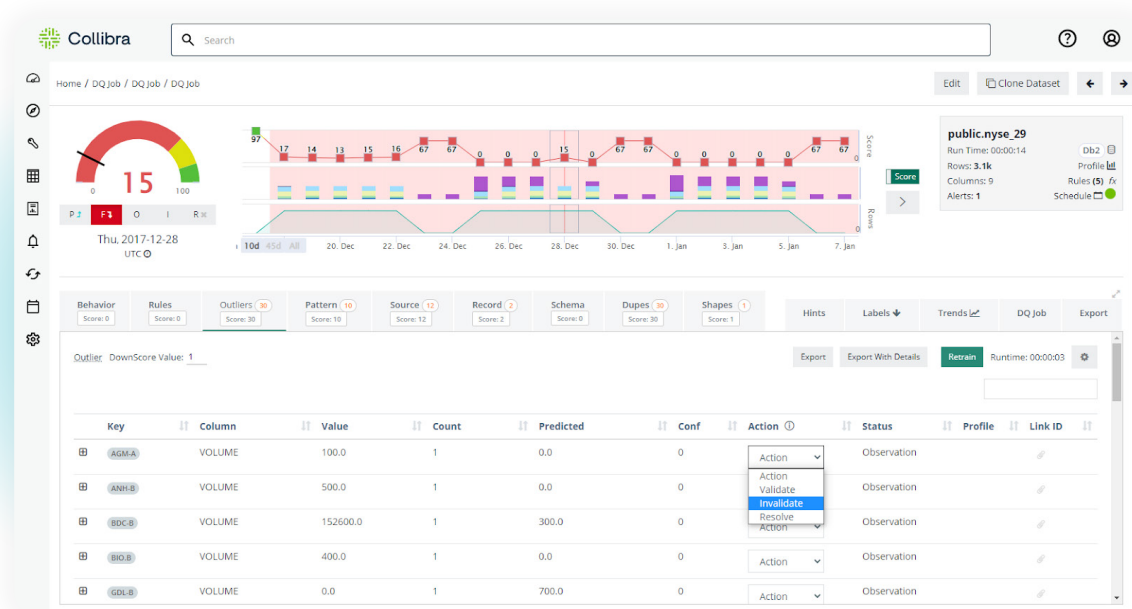 Collibra
Search
Home / DQ Job / DQ Job / DQ Job
Edit
Clone Dataset
15
0
100
P F O I R
Thu, 2017-12-28
UTC
97 17 14 13 15 16 67 67 0 0 0 15 0 67 67 0 0 0 0 0 67 67
0
Score
Rows
0
10d 45d All
20. Dec 22. Dec 24. Dec 26. Dec 28. Dec 30. Dec 1. Jan 3. Jan 5. Jan 7. Jan
Score
public.nyse_29
Run Time: 00:00:14 Db2
Rows: 3.1k Profile
Columns: 9 Rules (5) fx
Alerts: 1 Schedule
Behavior Rules Outliers 30 Pattern 10 Source 12 Record 2 Schema Dupes 30 Shapes 1
Score: 0 Score: 0 Score: 30 Score: 10 Score: 12 Score: 2 Score: 0 Score: 30 Score: 1
Hints Labels Trends DQ Job Export
Outlier DownScore Value: 1
Export Export With Details Retrain Runtime: 00:00:03
Key Column Value Count Predicted Conf Action Status Profile Link ID
AGM-A VOLUME 100.0 1 0.0 0 Action Observation
Action
Validate
Invalidate
Resolve
ANH-B VOLUME 500.0 1 0.0 0 Observation
BDC-B VOLUME 152600.0 1 300.0 0 Action Observation
BIO.B VOLUME 400.0 1 0.0 0 Action Observation
GDL-B VOLUME 0.0 1 700.0 0 Action Observation